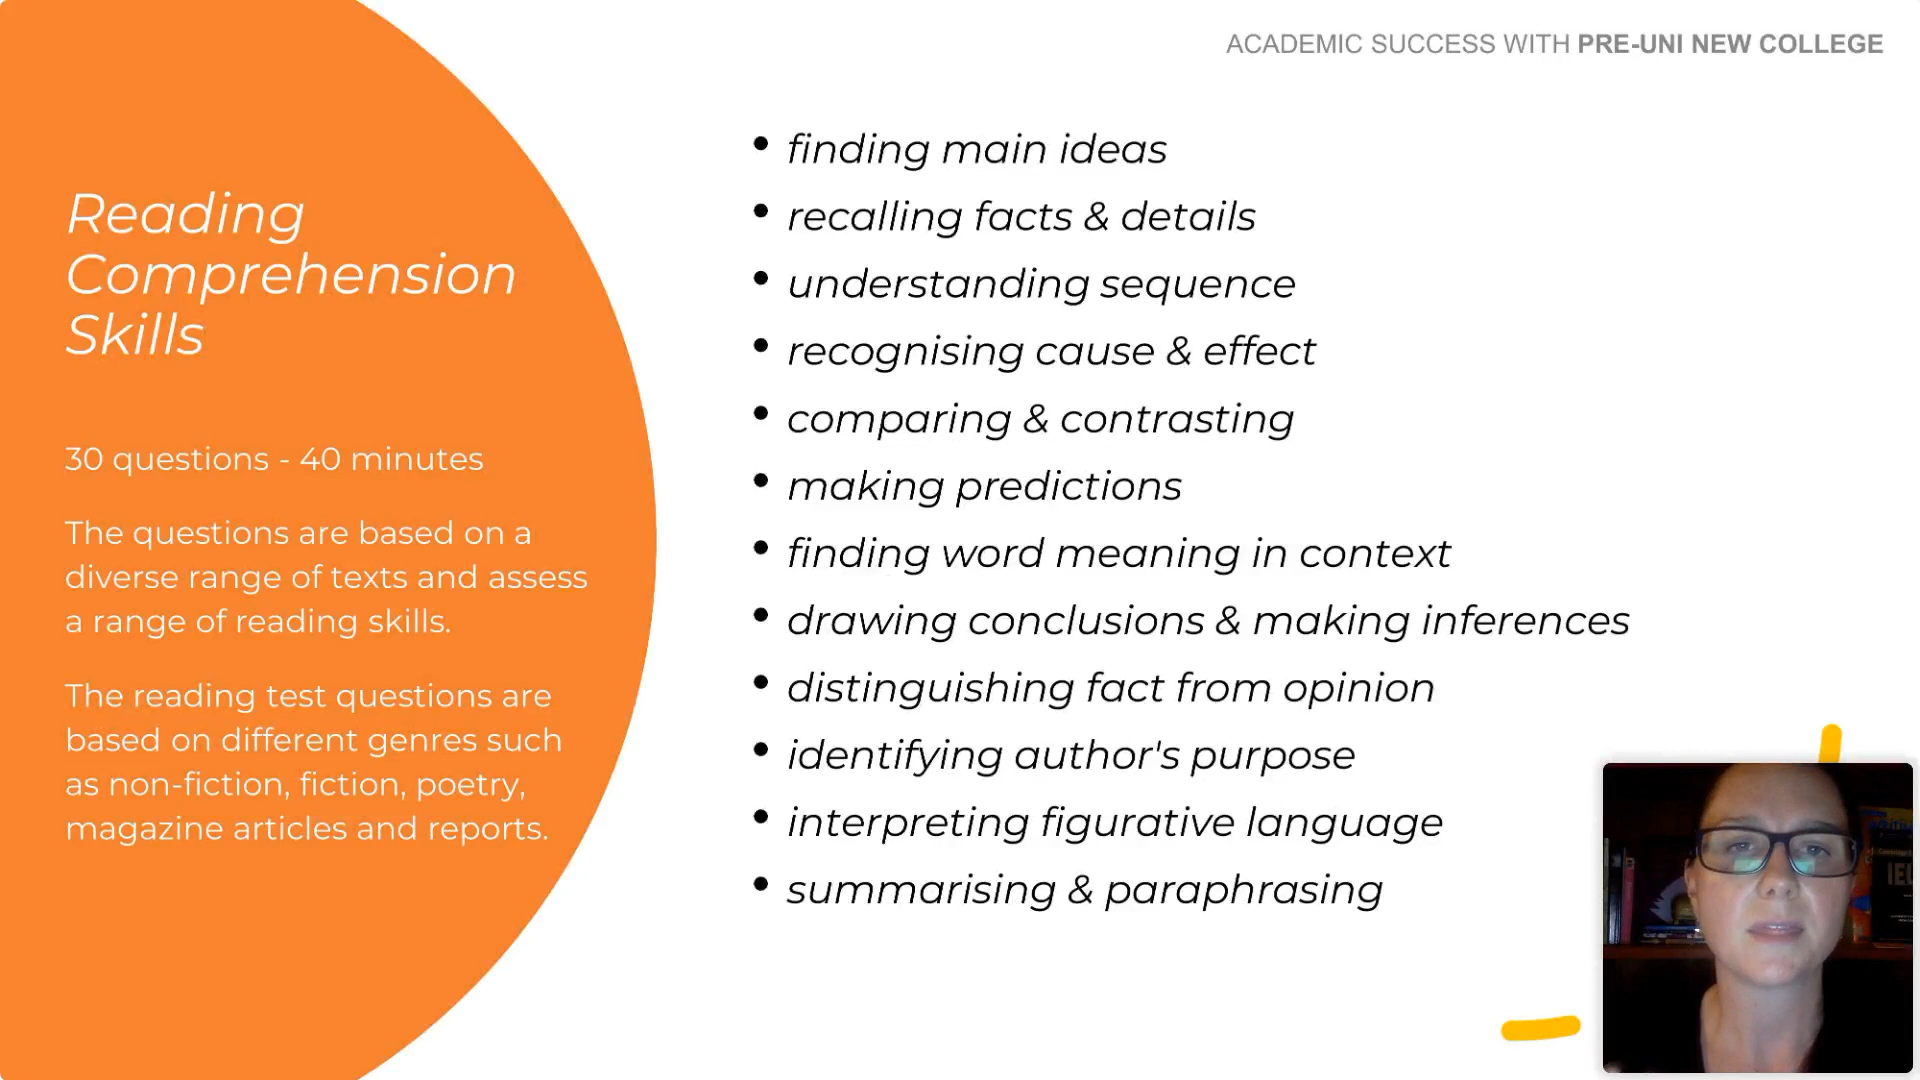 ACADEMIC SUCCESS WITH PRE-UNI NEW COLLEGE
Reading
Comprehension
Skills
30 questions - 40 minutes
The questions are based on a
diverse range of texts and assess
a range of reading skills.
The reading test questions are
based on different genres such
as non-fiction, fiction, poetry,
magazine articles and reports.
• finding main ideas
• recalling facts & details
• understanding sequence
• recognising cause & effect
• comparing & contrasting
• making predictions
• finding word meaning in context
• drawing conclusions & making inferences
• distinguishing fact from opinion
• identifying author's purpose
• interpreting figurative language
• summarising & paraphrasing